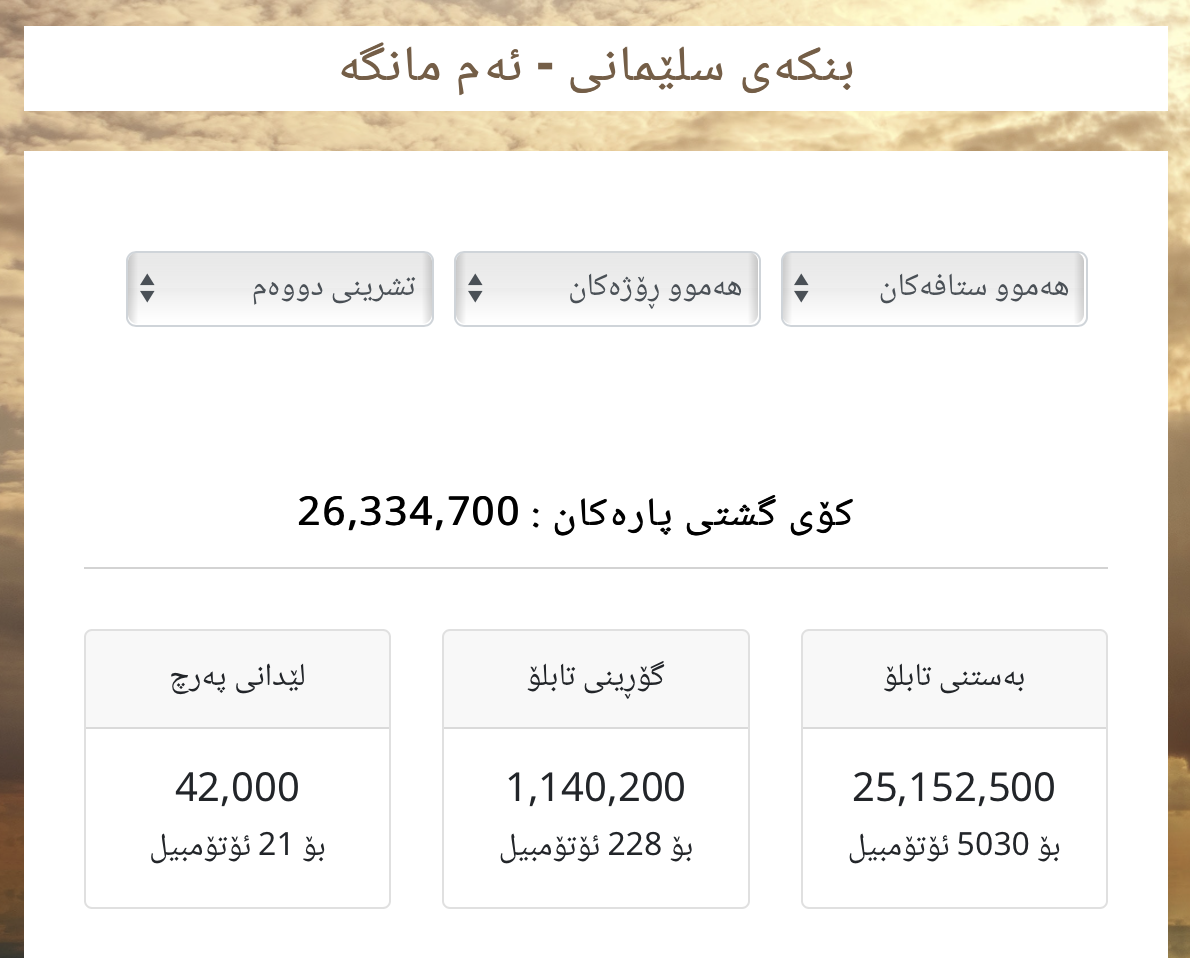 بنکەی سلێمانی - ئەم مانگە
هەموو ستافەکان
هەموو ڕۆژەکان
تشرینی دووەم
کۆی گشتی پارەکان : 26,334,700
بەستنی تابلۆ
25,152,500
بۆ 5030 ئۆتۆمبیل
گۆڕینی تابلۆ
1,140,200
بۆ 228 ئۆتۆمبیل
لێدانی پەرچ
42,000
بۆ 21 ئۆتۆمبیل